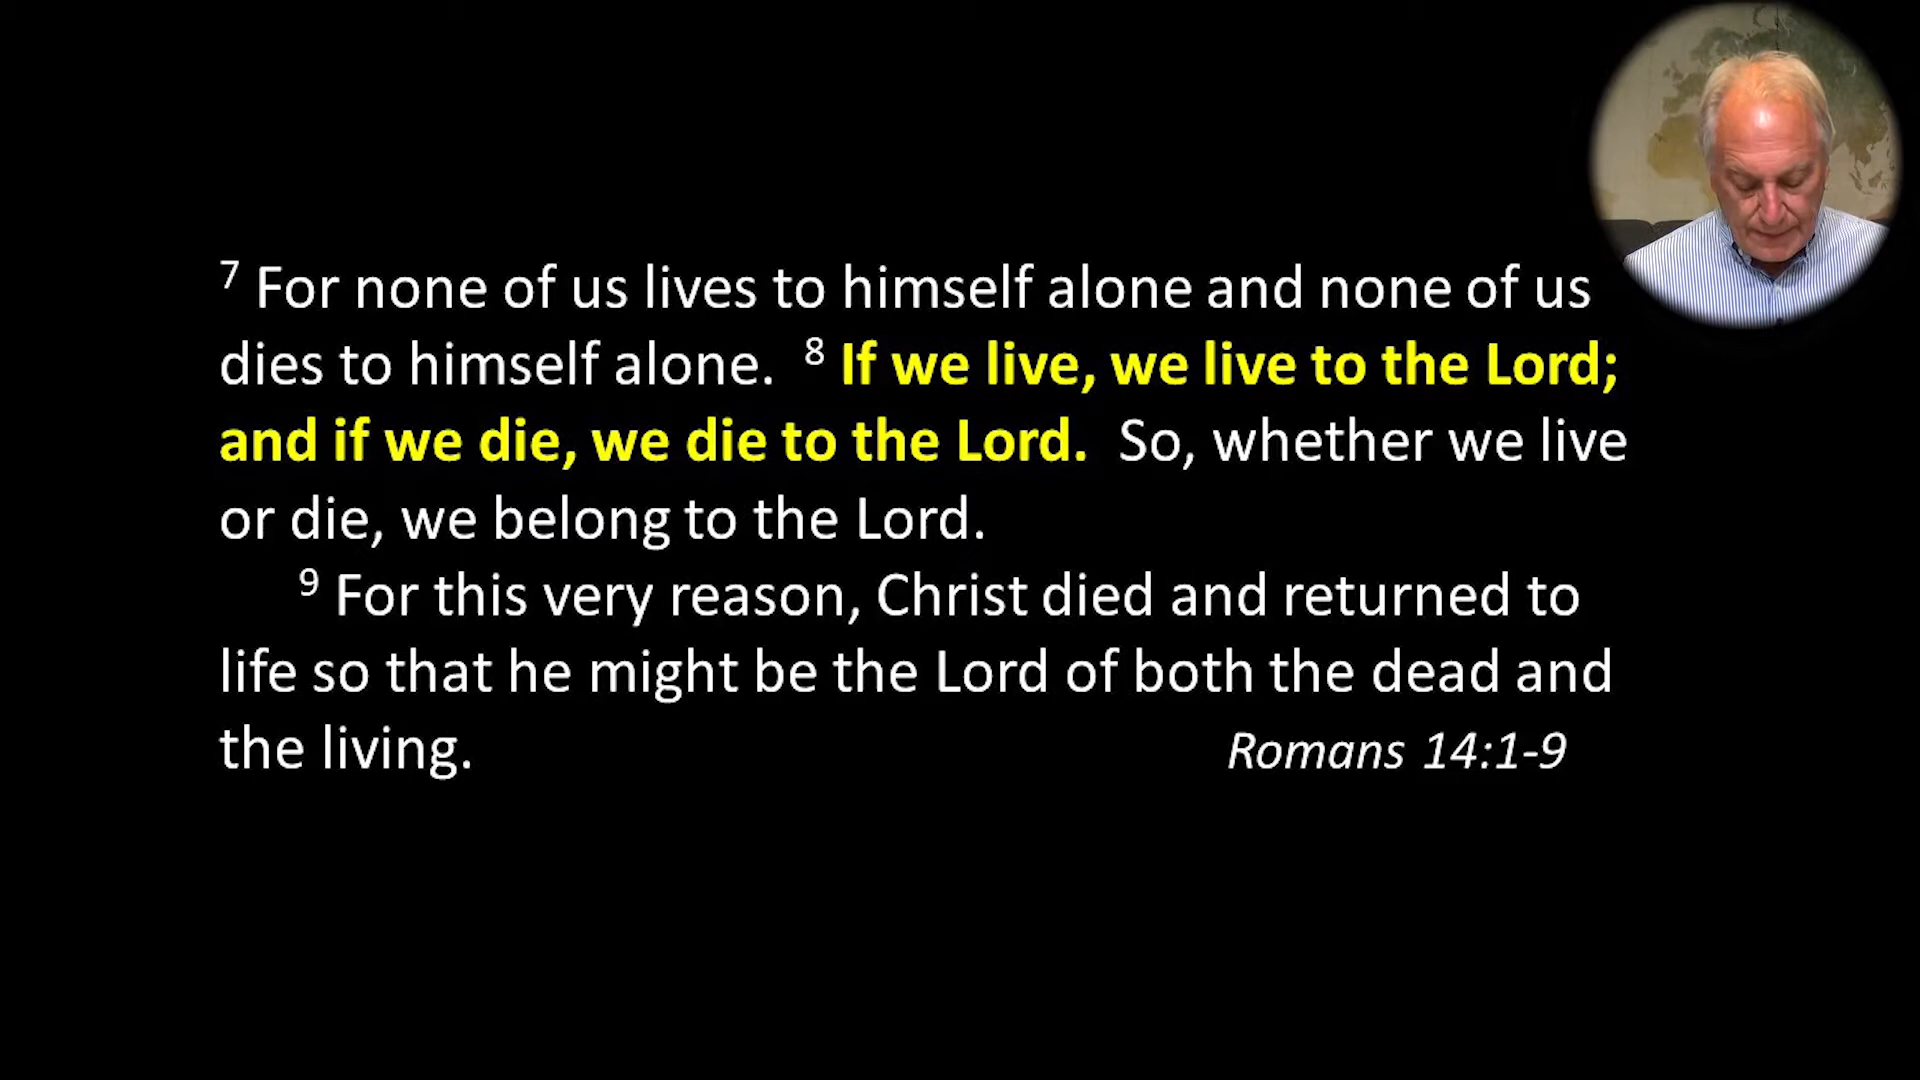 7 For none of us lives to himself alone and none of us
dies to himself alone. 8 If we live, we live to the Lord;
and if we die, we die to the Lord. So, whether we live
or die, we belong to the Lord.
9 For this very reason, Christ died and returned to
life so that he might be the Lord of both the dead and
the living. Romans 14:1-9